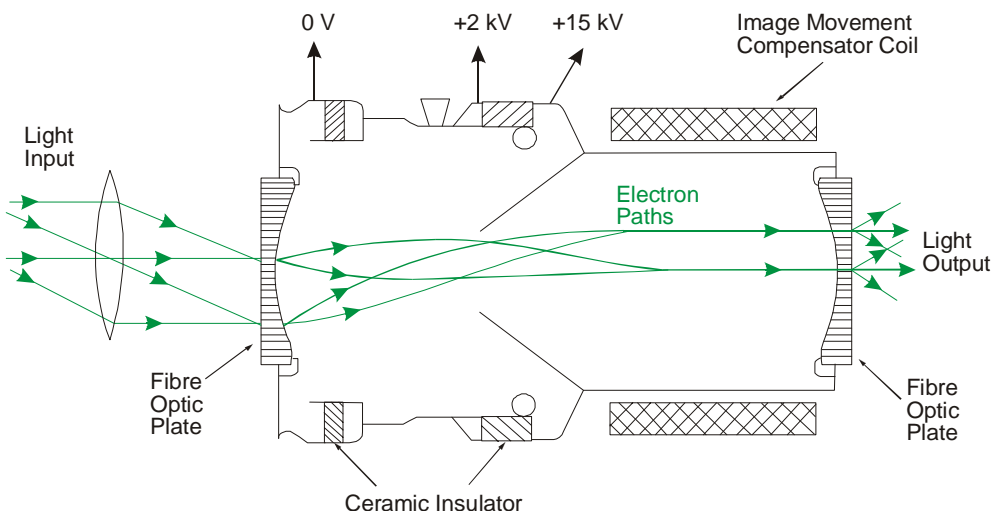 0 V
+2 kV
+15 kV
Image Movement
Compensator Coil
Light
Input
Electron
Paths
Light
Output
Fibre
Optic
Plate
Fibre
Optic
Plate
Ceramic Insulator